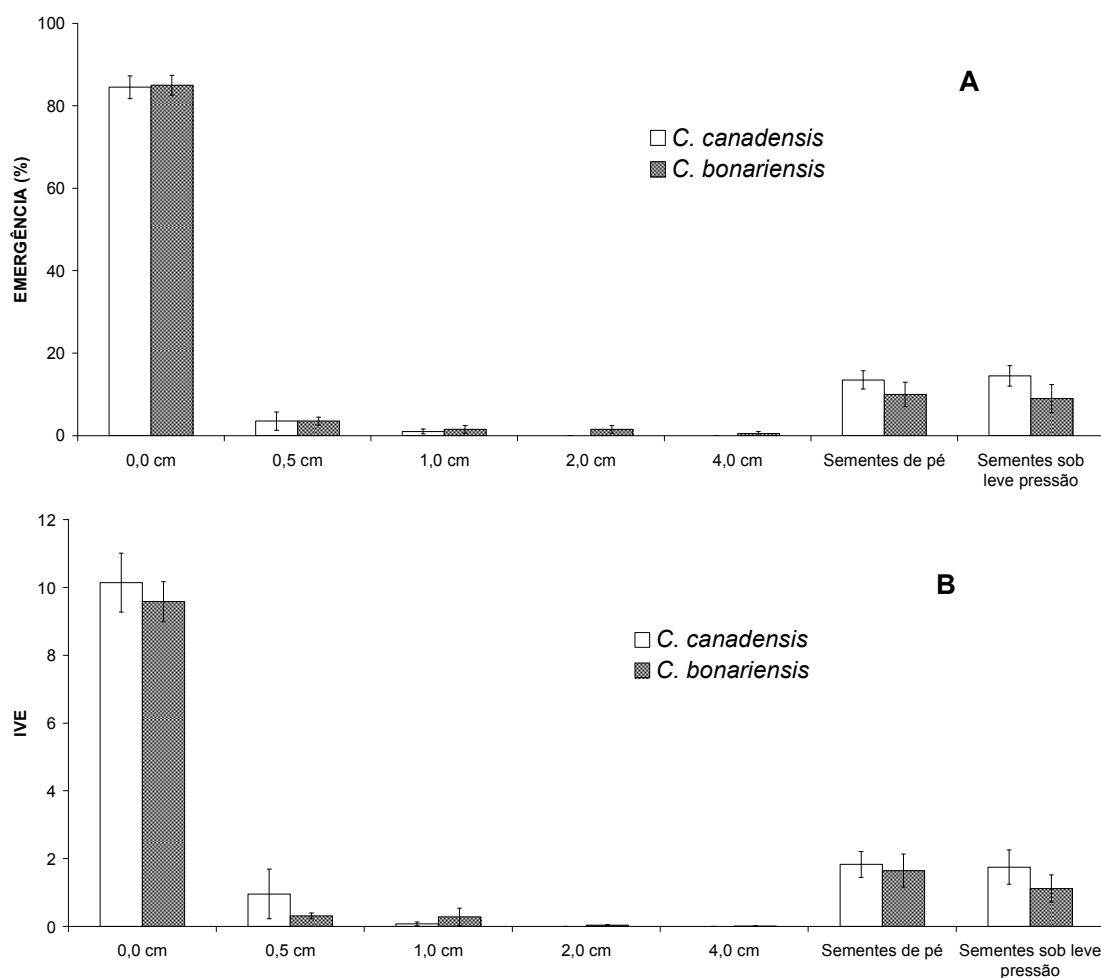 100
80
60
40
20
0
EMERGÊNCIA (%)
A
C. canadensis
C. bonariensis
0,0 cm
0,5 cm
1,0 cm
2,0 cm
4,0 cm
Sementes de pé
Sementes sob
leve pressão
12
10
8
6
4
2
0
IVE
B
C. canadensis
C. bonariensis
0,0 cm
0,5 cm
1,0 cm
2,0 cm
4,0 cm
Sementes de pé
Sementes sob leve
pressão